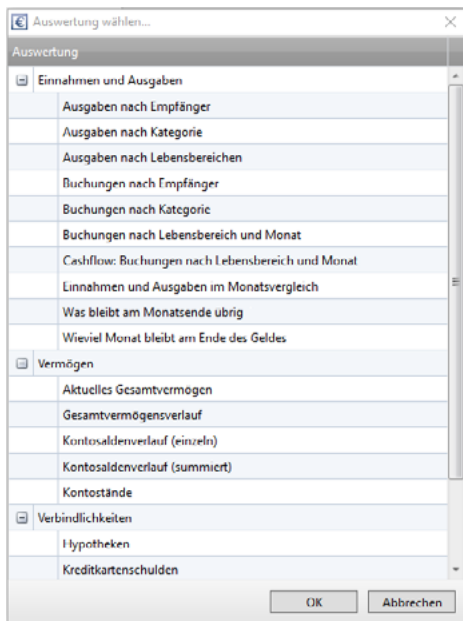 Auswertung wählen...
Auswertung
Einnahmen und Ausgaben
Ausgaben nach Empfänger
Ausgaben nach Kategorie
Ausgaben nach Lebensbereichen
Buchungen nach Empfänger
Buchungen nach Kategorie
Buchungen nach Lebensbereich und Monat
Cashflow: Buchungen nach Lebensbereich und Monat
Einnahmen und Ausgaben im Monatsvergleich
Was bleibt am Monatsende übrig
Wieviel Monat bleibt am Ende des Geldes
Vermögen
Aktuelles Gesamtvermögen
Gesamtvermögensverlauf
Kontosaldenverlauf (einzeln)
Kontosaldenverlauf (summiert)
Kontostände
Verbindlichkeiten
Hypotheken
Kreditkartenschulden
OK Abbrechen